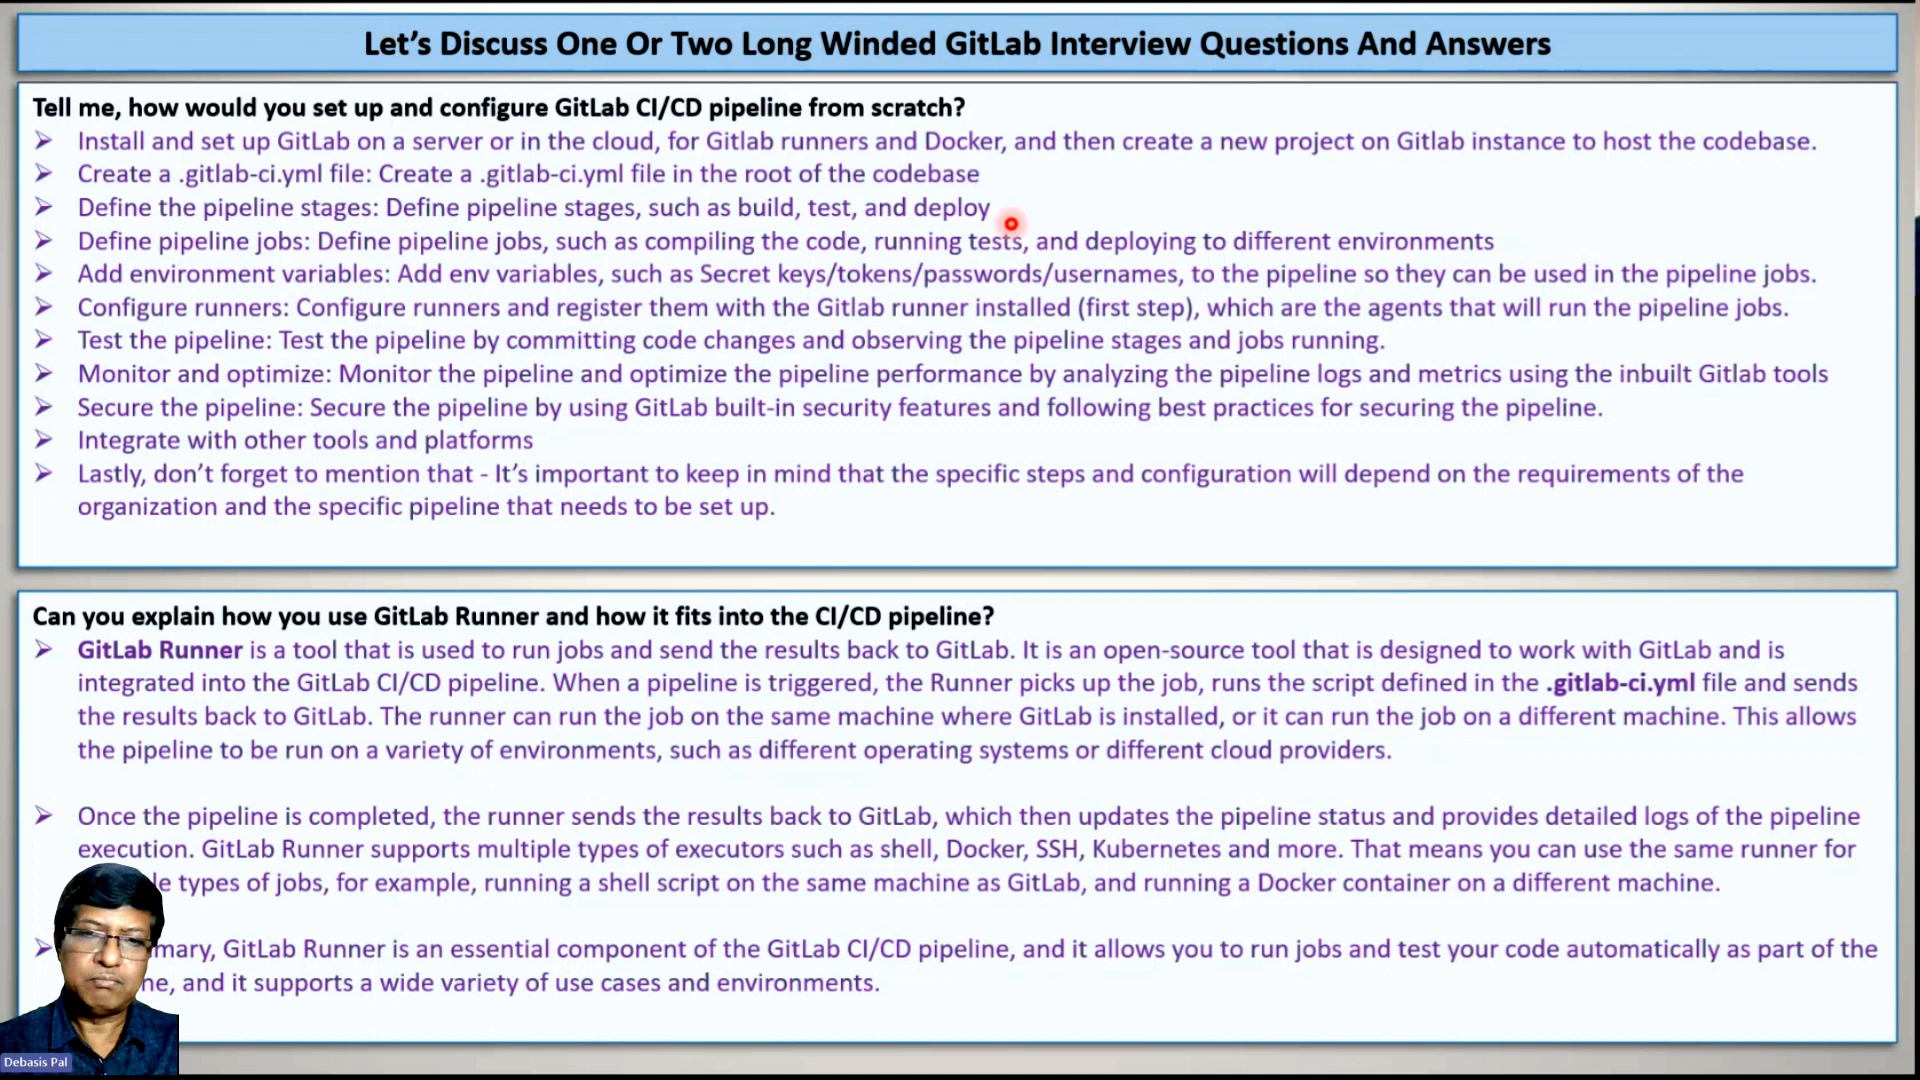 Let's Discuss One Or Two Long Winded GitLab Interview Questions And Answers
Tell me, how would you set up and configure GitLab CI/CD pipeline from scratch?
Install and set up GitLab on a server or in the cloud, for Gitlab runners and Docker, and then create a new project on Gitlab instance to host the codebase.
Create a .gitlab-ci.yml file: Create a .gitlab-ci.yml file in the root of the codebase
Define the pipeline stages: Define pipeline stages, such as build, test, and deploy
Define pipeline jobs: Define pipeline jobs, such as compiling the code, running tests, and deploying to different environments
Add environment variables: Add env variables, such as Secret keys/tokens/passwords/usernames, to the pipeline so they can be used in the pipeline jobs.
Configure runners: Configure runners and register them with the Gitlab runner installed (first step), which are the agents that will run the pipeline jobs.
Test the pipeline: Test the pipeline by committing code changes and observing the pipeline stages and jobs running.
Monitor and optimize: Monitor the pipeline and optimize the pipeline performance by analyzing the pipeline logs and metrics using the inbuilt Gitlab tools
Secure the pipeline: Secure the pipeline by using GitLab built-in security features and following best practices for securing the pipeline.
Integrate with other tools and platforms
Lastly, don't forget to mention that - It's important to keep in mind that the specific steps and configuration will depend on the requirements of the
organization and the specific pipeline that needs to be set up.
Can you explain how you use GitLab Runner and how it fits into the CI/CD pipeline?
GitLab Runner is a tool that is used to run jobs and send the results back to GitLab. It is an open-source tool that is designed to work with GitLab and is
integrated into the GitLab CI/CD pipeline. When a pipeline is triggered, the Runner picks up the job, runs the script defined in the .gitlab-ci.yml file and sends
the results back to GitLab. The runner can run the job on the same machine where GitLab is installed, or it can run the job on a different machine. This allows
the pipeline to be run on a variety of environments, such as different operating systems or different cloud providers.
Once the pipeline is completed, the runner sends the results back to GitLab, which then updates the pipeline status and provides detailed logs of the pipeline
execution. GitLab Runner supports multiple types of executors such as shell, Docker, SSH, Kubernetes and more. That means you can use the same runner for
types of jobs, for example, running a shell script on the same machine as GitLab, and running a Docker container on a different machine.
GitLab Runner is an essential component of the GitLab CI/CD pipeline, and it allows you to run jobs and test your code automatically as part of the
and it supports a wide variety of use cases and environments.
Debasis Pal